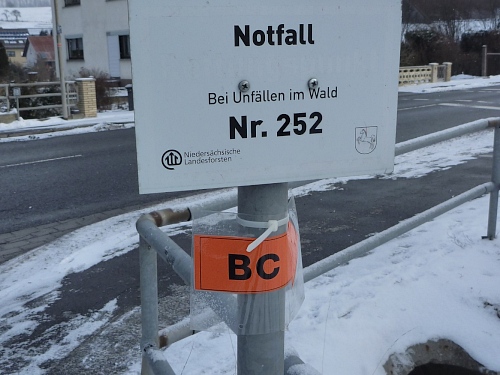 Notfall
Bei Unfällen im Wald
Nr. 252
Niedersächsische
Landesforsten
BC